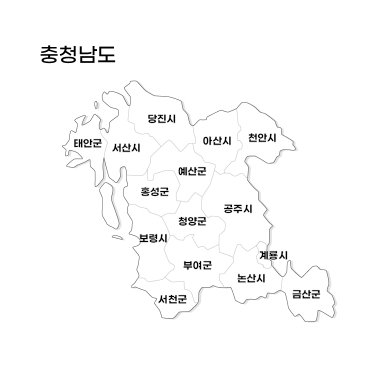 충청남도
당진시
아산시
천안시
태안군
서산시
예산군
홍성군
공주시
청양군
보령시
계룡시
부여군
논산시
금산군
서천군